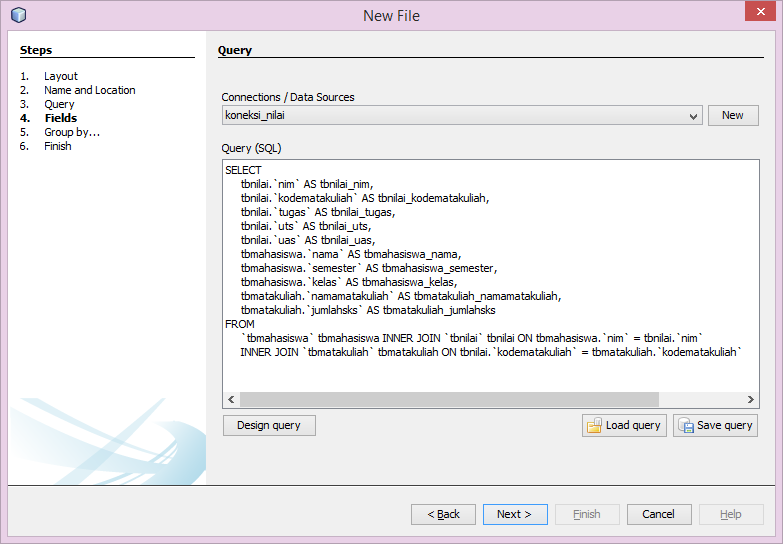 New File
Steps
1. Layout
2. Name and Location
3. Query
4. Fields
5. Group by...
6. Finish
Query
Connections / Data Sources
koneksi_nilai
New
Query (SQL)
SELECT
tbnilai.`nim` AS tbnilai_nim,
tbnilai.`kodematakuliah` AS tbnilai_kodematakuliah,
tbnilai.`tugas` AS tbnilai_tugas,
tbnilai.`uts` AS tbnilai_uts,
tbnilai.`uas` AS tbnilai_uas,
tbmahasiswa.`nama` AS tbmahasiswa_nama,
tbmahasiswa.`semester` AS tbmahasiswa_semester,
tbmahasiswa.`kelas` AS tbmahasiswa_kelas,
tbmatakuliah.`namamatakuliah` AS tbmatakuliah_namamatakuliah,
tbmatakuliah.`jumlahsks` AS tbmatakuliah_jumlahsks
FROM
`tbmahasiswa` tbmahasiswa INNER JOIN `tbnilai` tbnilai ON tbmahasiswa.`nim` = tbnilai.`nim`
INNER JOIN `tbmatakuliah` tbmatakuliah ON tbnilai.`kodematakuliah` = tbmatakuliah.`kodematakuliah`
Design query
Load query
Save query
< Back
Next >
Finish
Cancel
Help